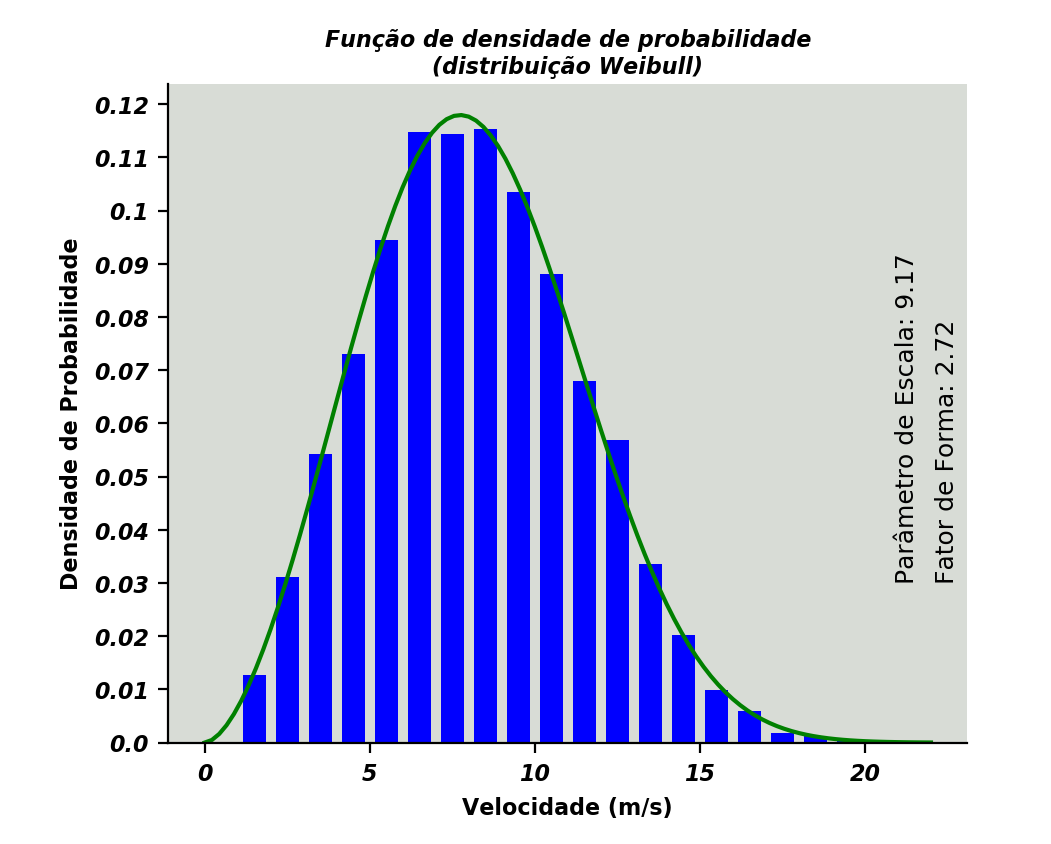 Função de densidade de probabilidade
(distribuição Weibull)
Densidade de Probabilidade
0.12
0.11
0.1
0.09
0.08
0.07
0.06
0.05
0.04
0.03
0.02
0.01
0.0
0 5 10 15 20
Velocidade (m/s)
Parâmetro de Escala: 9.17
Fator de Forma: 2.72